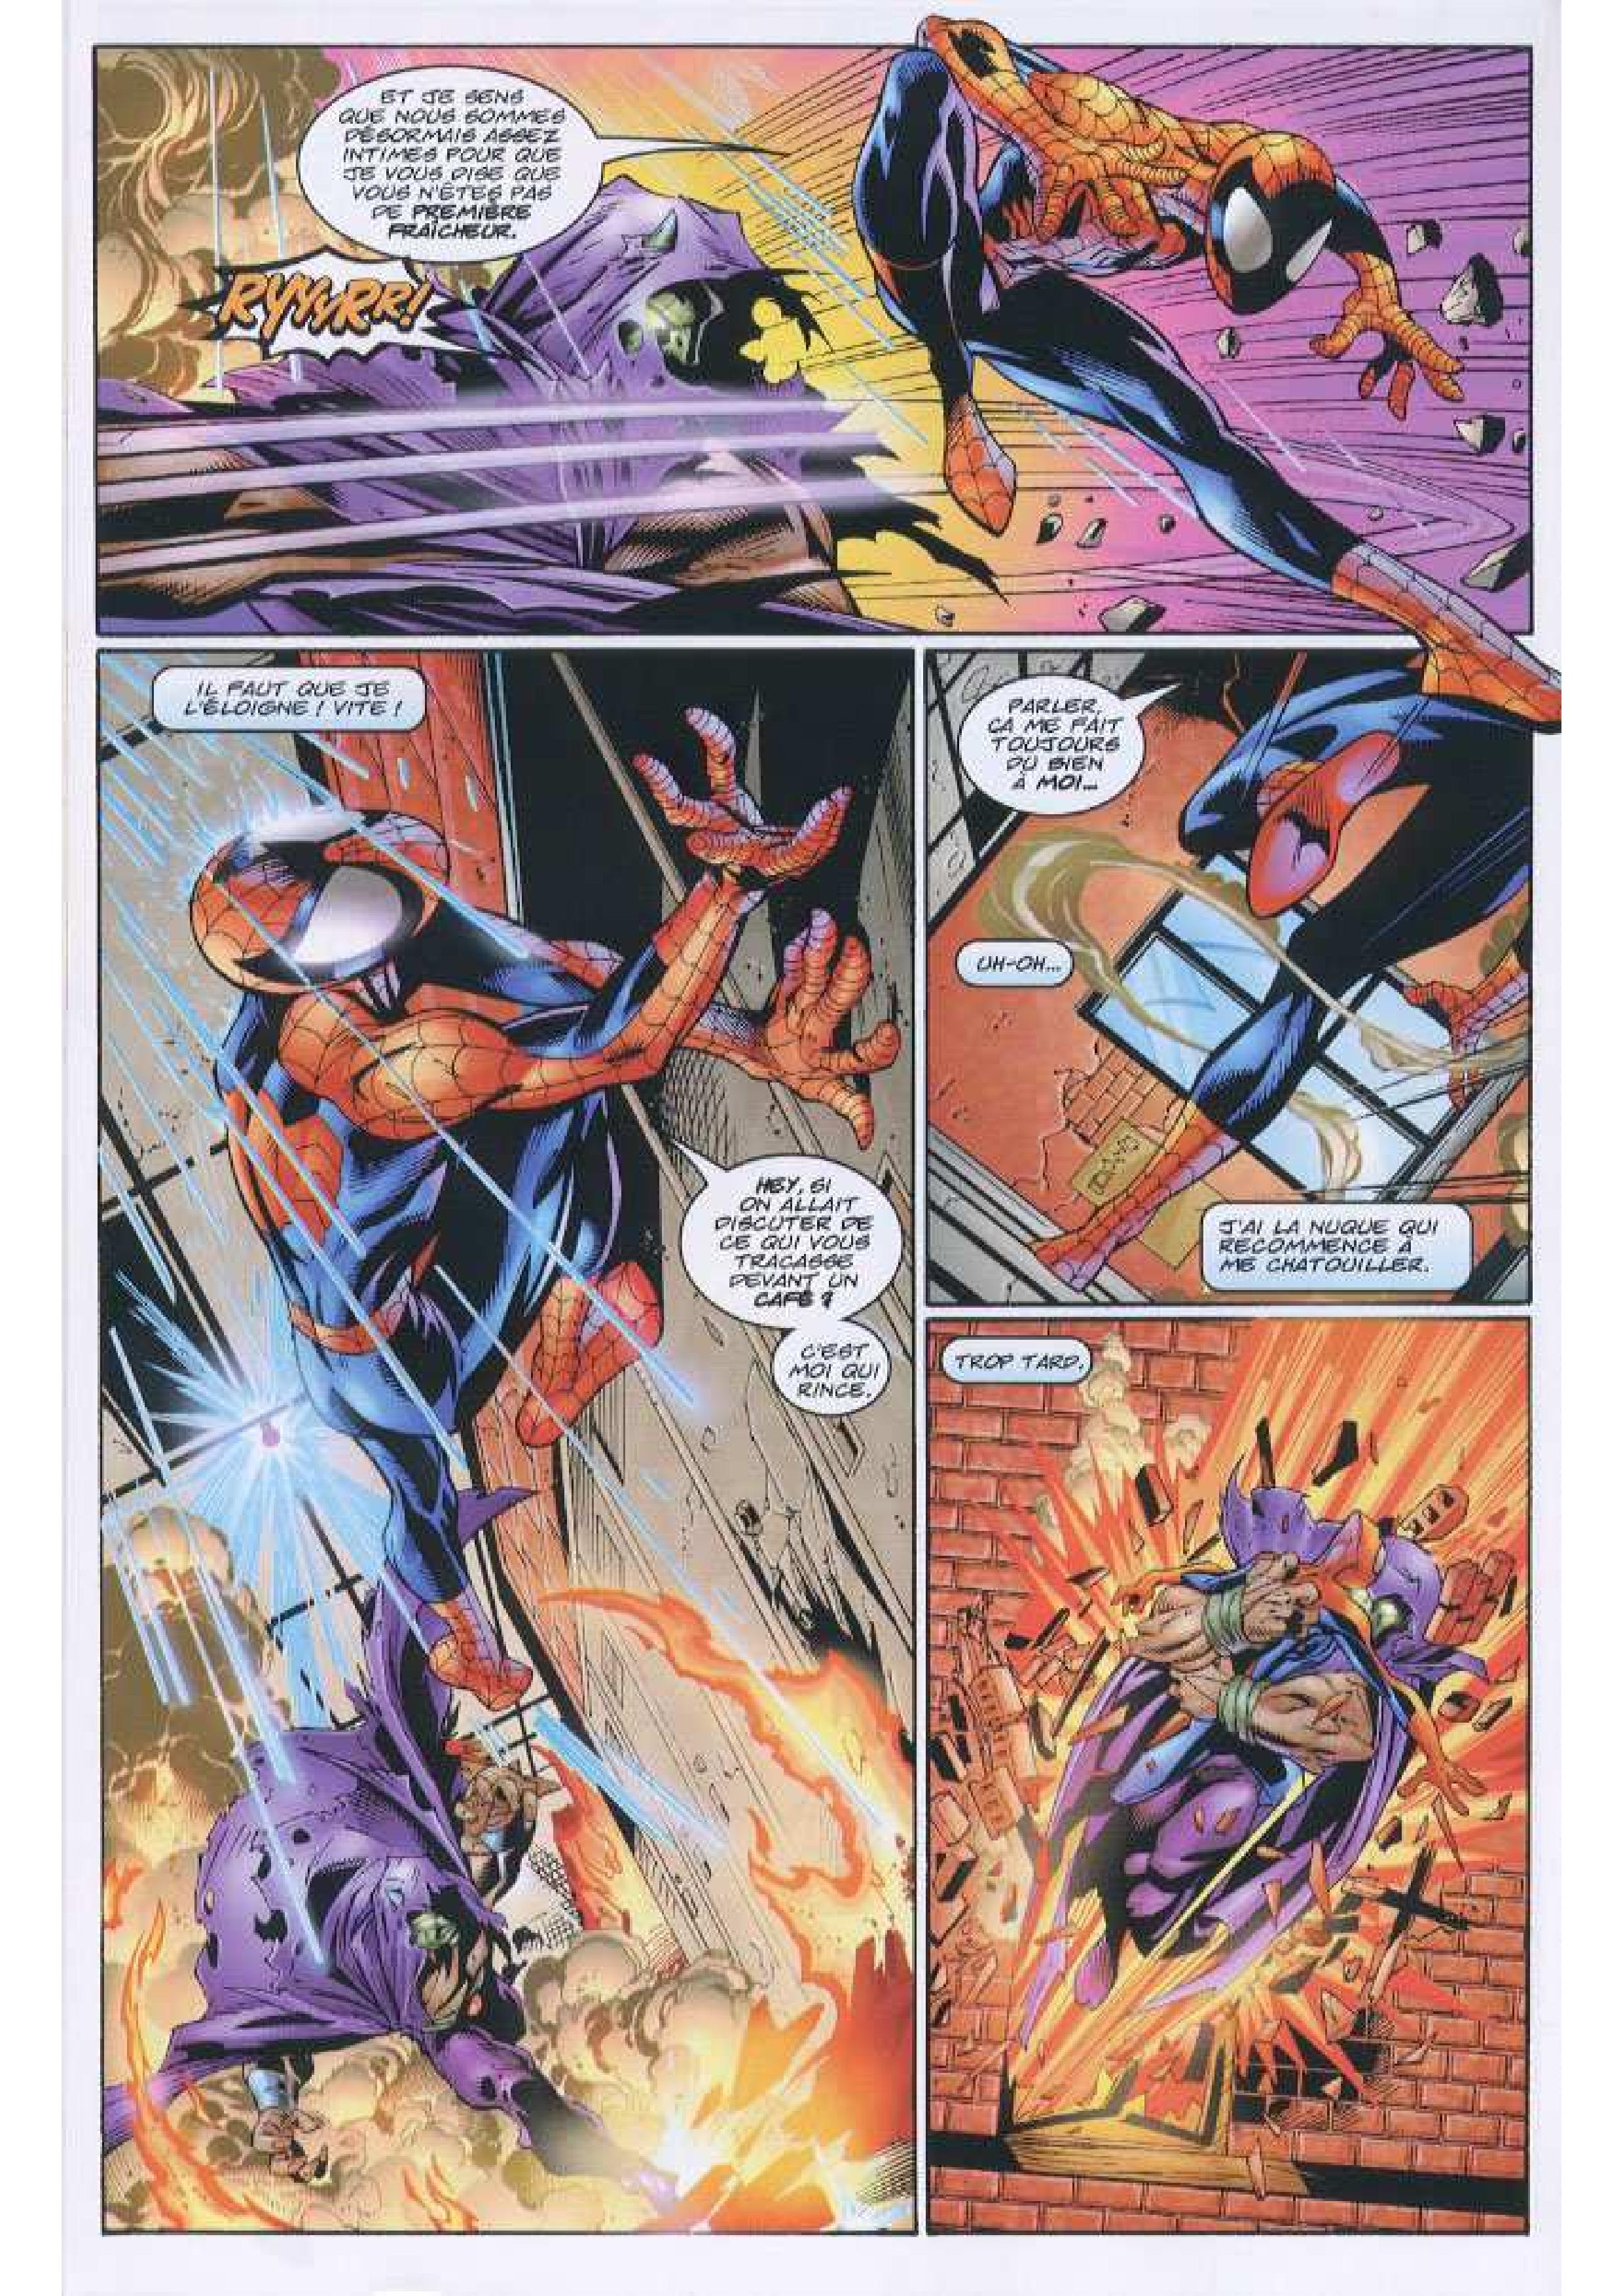 ET JE SENS
QUE NOUS SOMMES
DÉSORMAIS ASSEZ
INTIMES POUR QUE
JE VOUS DISE QUE
VOUS N'ÊTES PAS
DE PREMIÈRE
FRAÎCHEUR.
RYYYRR!
IL FAUT QUE JE
L'ÉLOIGNE ! VITE !
HEY, SI
ON ALLAIT
DISCUTER DE
CE QUI VOUS
TRACASSE
DEVANT UN
CAFÉ ?
C'EST
MOI QUI
RINCE.
PARLER,
ÇA ME FAIT
TOUJOURS
DU BIEN
À MOI...
UH-OH...
J'AI LA NUQUE QUI
RECOMMENCE À
ME CHATOUILLER.
TROP TARD.